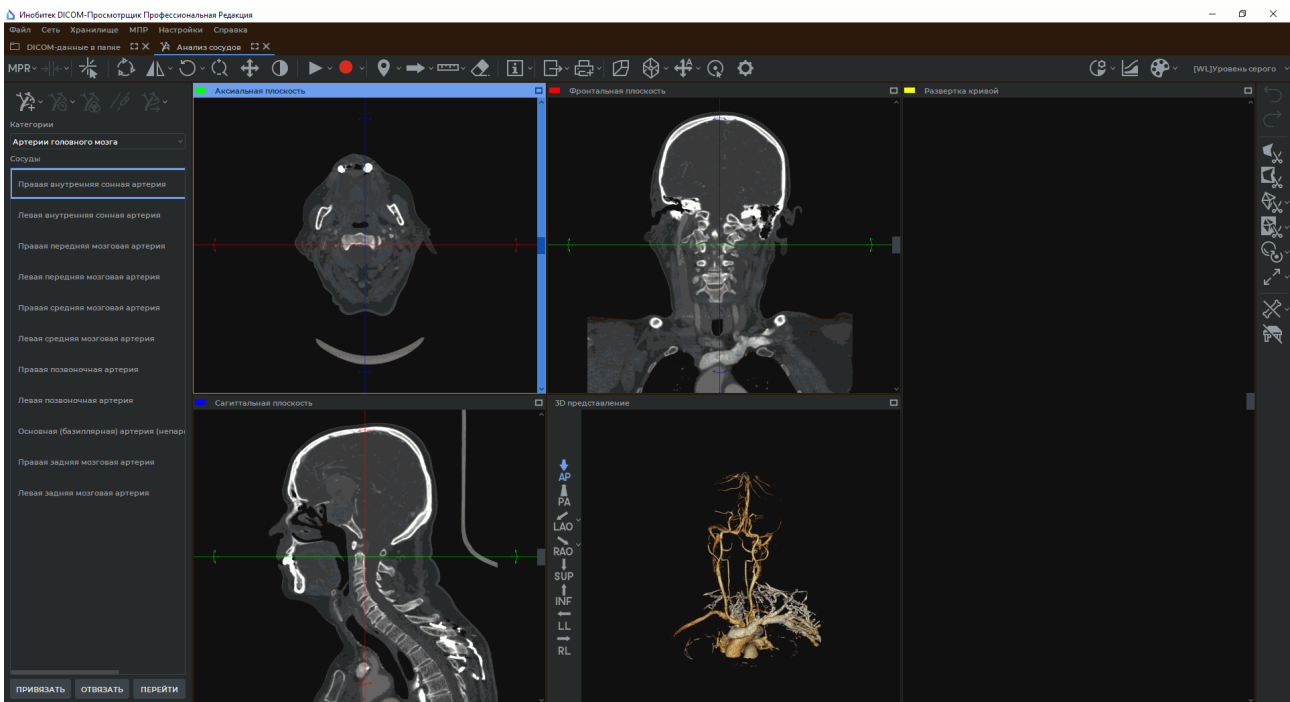 Инобитек DICOM-Просмотрщик Профессиональная Редакция
Файл Сеть Хранилище МПР Настройки Справка
DICOM-данные в папке Анализ сосудов
MPR [WL]Уровень серого
Категории
Артерии головного мозга
Сосуды
Правая внутренняя сонная артерия
Левая внутренняя сонная артерия
Правая передняя мозговая артерия
Левая передняя мозговая артерия
Правая средняя мозговая артерия
Левая средняя мозговая артерия
Правая позвоночная артерия
Левая позвоночная артерия
Основная (базиллярная) артерия (непар
Правая задняя мозговая артерия
Левая задняя мозговая артерия
ПРИВЯЗАТЬ ОТВЯЗАТЬ ПЕРЕЙТИ
Аксиальная плоскость
Фронтальная плоскость
Развертка кривой
Сагиттальная плоскость
3D представление
AP
PA
LAO
RAO
SUP
INF
LL
RL